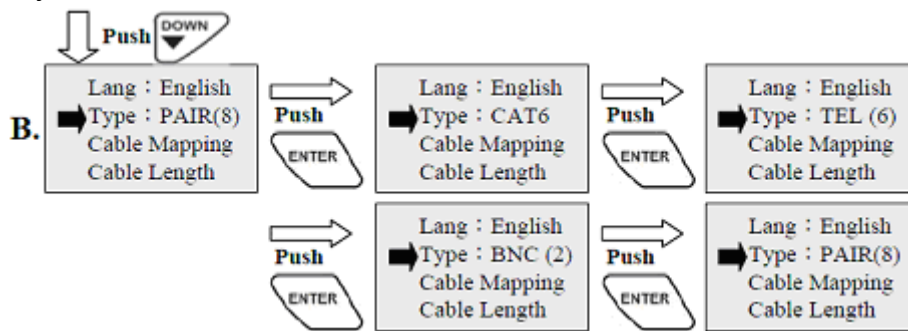 Push DOWN
B.
Lang：English
Type：PAIR(8)
Cable Mapping
Cable Length
Push
ENTER
Lang：English
Type：CAT6
Cable Mapping
Cable Length
Push
ENTER
Lang：English
Type：TEL (6)
Cable Mapping
Cable Length
Push
ENTER
Lang：English
Type：BNC (2)
Cable Mapping
Cable Length
Push
ENTER
Lang：English
Type：PAIR(8)
Cable Mapping
Cable Length